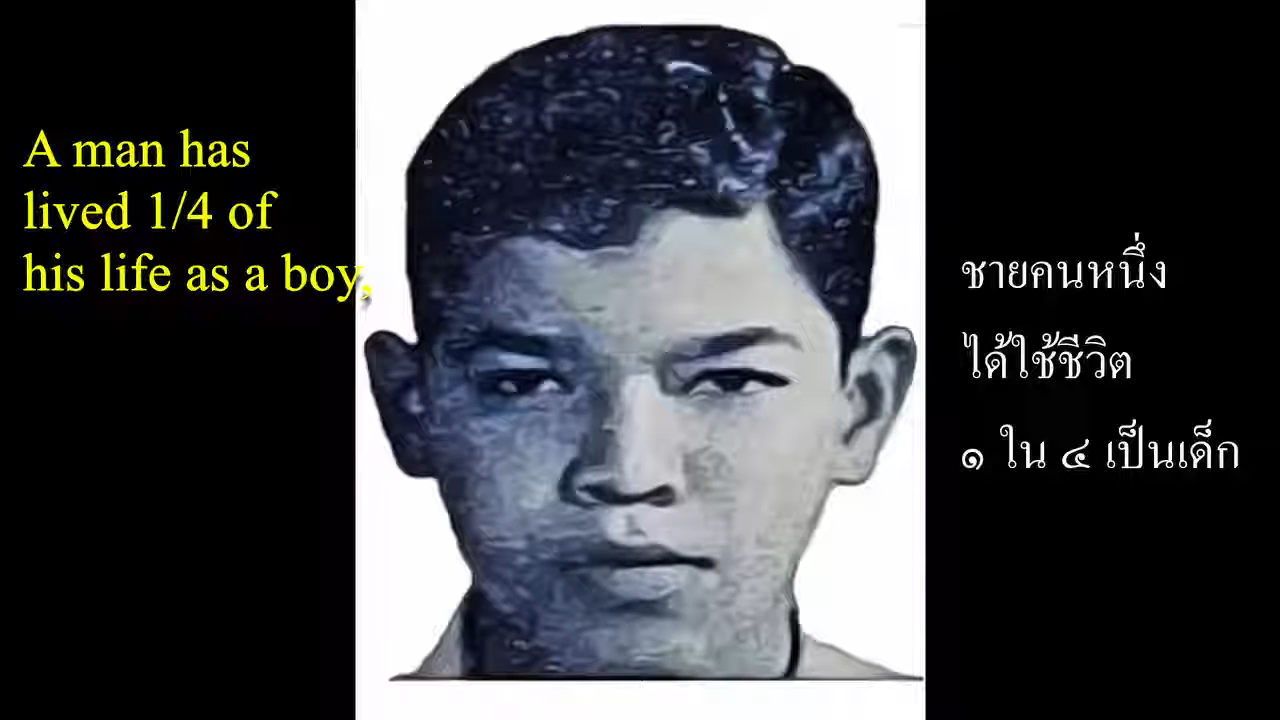 A man has
lived 1/4 of
his life as a boy,
ชายคนหนึ่ง
ได้ใช้ชีวิต
๑ ใน ๔ เป็นเด็ก